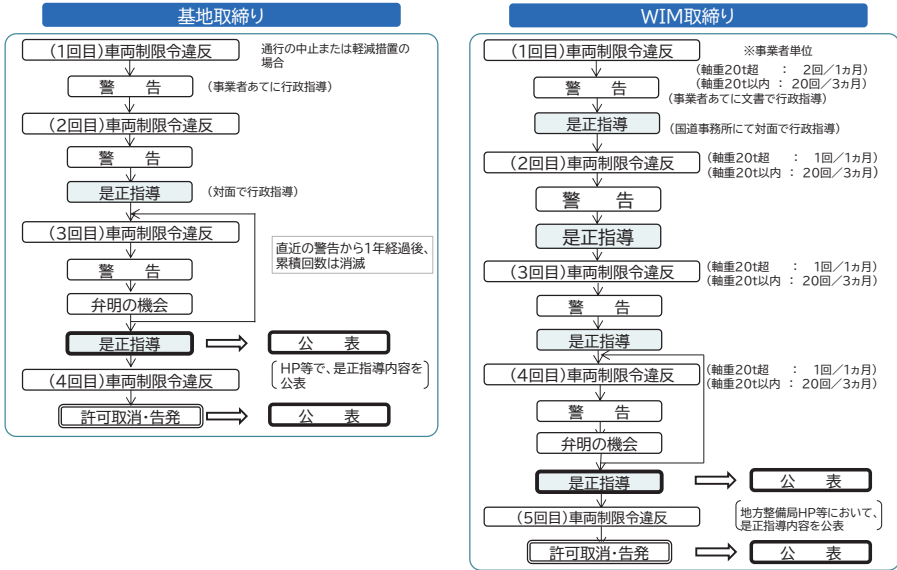 基地取締り
(1回目)車両制限令違反
通行の中止または軽減措置の
場合
警 告
(事業者あてに行政指導)
(2回目)車両制限令違反
警 告
是正指導
(対面で行政指導)
(3回目)車両制限令違反
直近の警告から1年経過後、
累積回数は消滅
警 告
弁明の機会
是正指導
公 表
HP等で、是正指導内容を
公表
(4回目)車両制限令違反
許可取消・告発
公 表
WIM取締り
(1回目)車両制限令違反
※事業者単位
(軸重20t超 : 2回/1ヵ月)
(軸重20t以内 : 20回/3ヵ月)
警 告
(事業者あてに文書で行政指導)
是正指導
(国道事務所にて対面で行政指導)
(2回目)車両制限令違反
(軸重20t超 : 1回/1ヵ月)
(軸重20t以内 : 20回/3ヵ月)
警 告
是正指導
(3回目)車両制限令違反
(軸重20t超 : 1回/1ヵ月)
(軸重20t以内 : 20回/3ヵ月)
警 告
是正指導
(4回目)車両制限令違反
(軸重20t超 : 1回/1ヵ月)
(軸重20t以内 : 20回/3ヵ月)
警 告
弁明の機会
是正指導
公 表
地方整備局HP等において、
是正指導内容を公表
(5回目)車両制限令違反
許可取消・告発
公 表